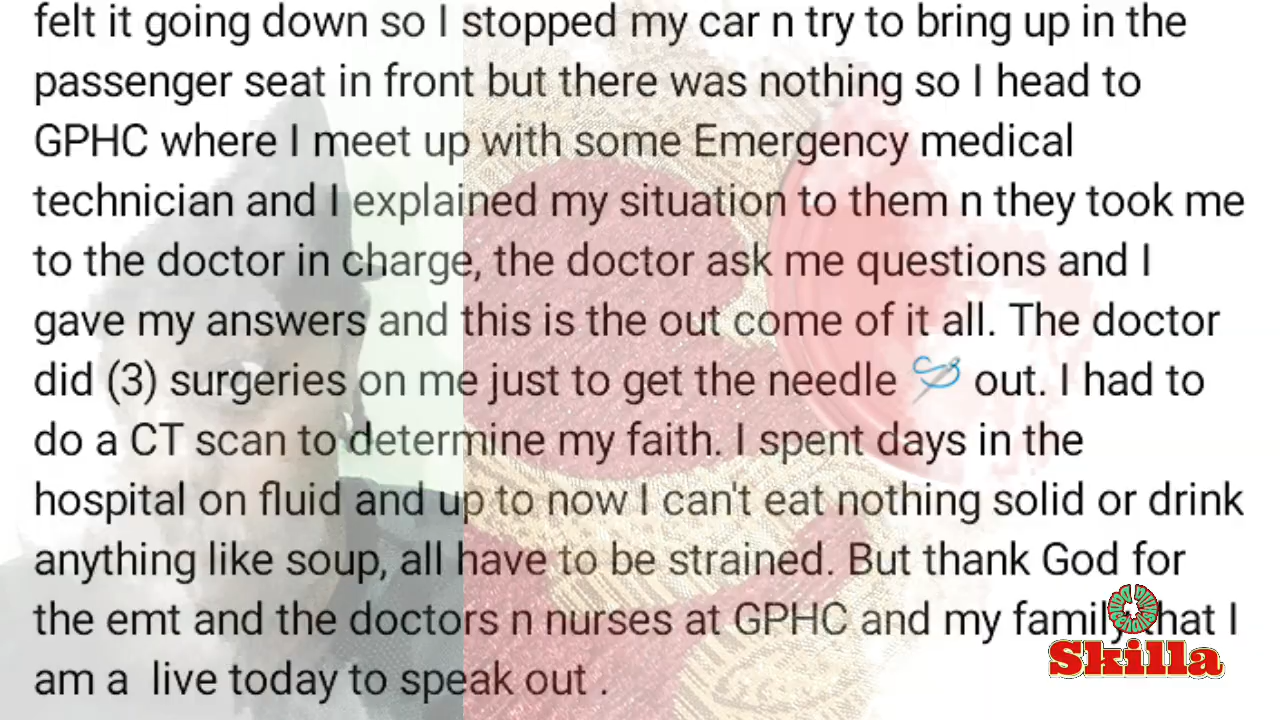 felt it going down so I stopped my car n try to bring up in the
passenger seat in front but there was nothing so I head to
GPHC where I meet up with some Emergency medical
technician and I explained my situation to them n they took me
to the doctor in charge, the doctor ask me questions and I
gave my answers and this is the out come of it all. The doctor
did (3) surgeries on me just to get the needle 🪡 out. I had to
do a CT scan to determine my faith. I spent days in the
hospital on fluid and up to now I can't eat nothing solid or drink
anything like soup, all have to be strained. But thank God for
the emt and the doctors n nurses at GPHC and my family that I
am a  live today to speak out .
Skilla